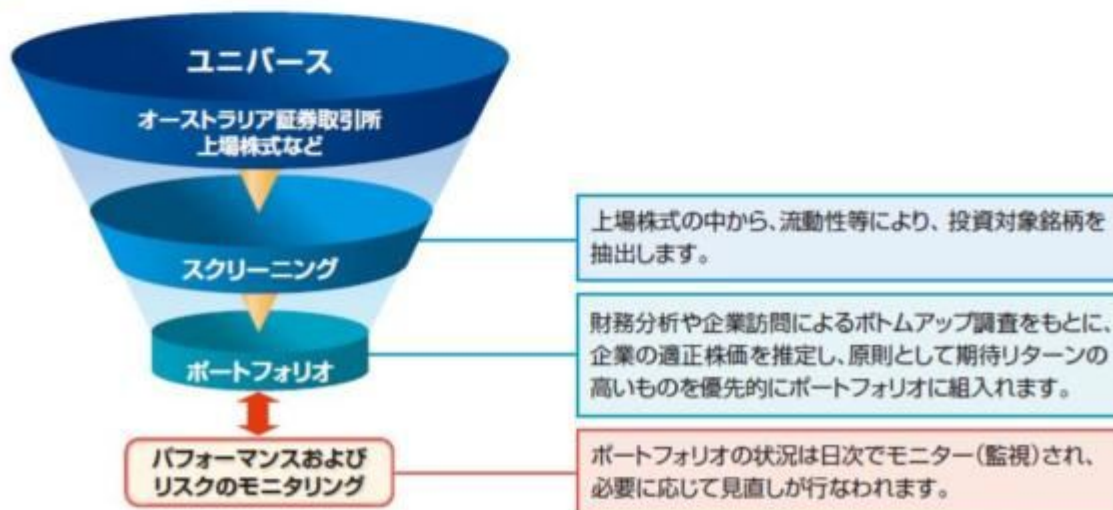 ユニバース
オーストラリア証券取引所
上場株式など
スクリーニング
上場株式の中から、流動性等により、投資対象銘柄を
抽出します。
ポートフォリオ
財務分析や企業訪問によるボトムアップ調査をもとに、
企業の適正株価を推定し、原則として期待リターンの
高いものを優先的にポートフォリオに組入れます。
パフォーマンスおよび
リスクのモニタリング
ポートフォリオの状況は日次でモニター(監視)され、
必要に応じて見直しが行なわれます。